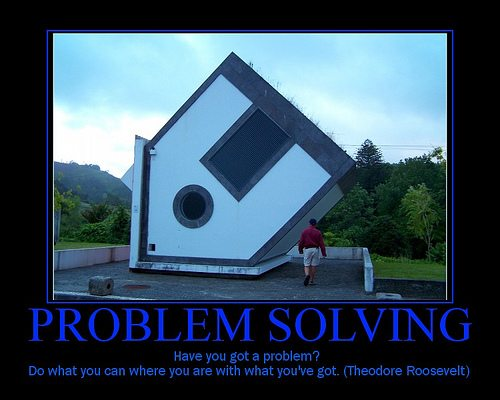 PROBLEM SOLVING
Have you got a problem?
Do what you can where you are with what you've got. (Theodore Roosevelt)